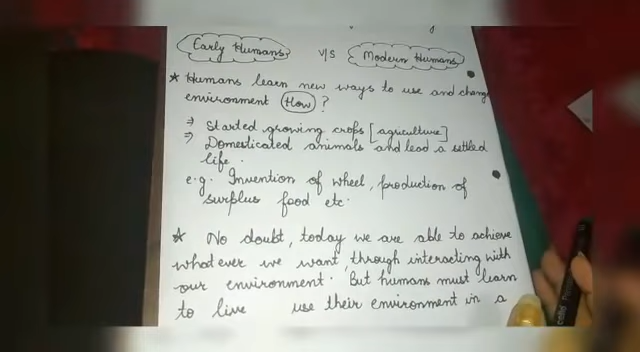 Early Humans V/S Modern Humans
★ Humans learn new ways to use and change
environment (How)?
⇒ Started growing crops [agriculture]
⇒ Domesticated animals and lead a settled
life.
e.g. Invention of wheel, production of
surplus food etc.
★ No doubt, today we are able to achieve
what ever we want, through interacting with
our environment. But humans must learn
to live use their environment in a